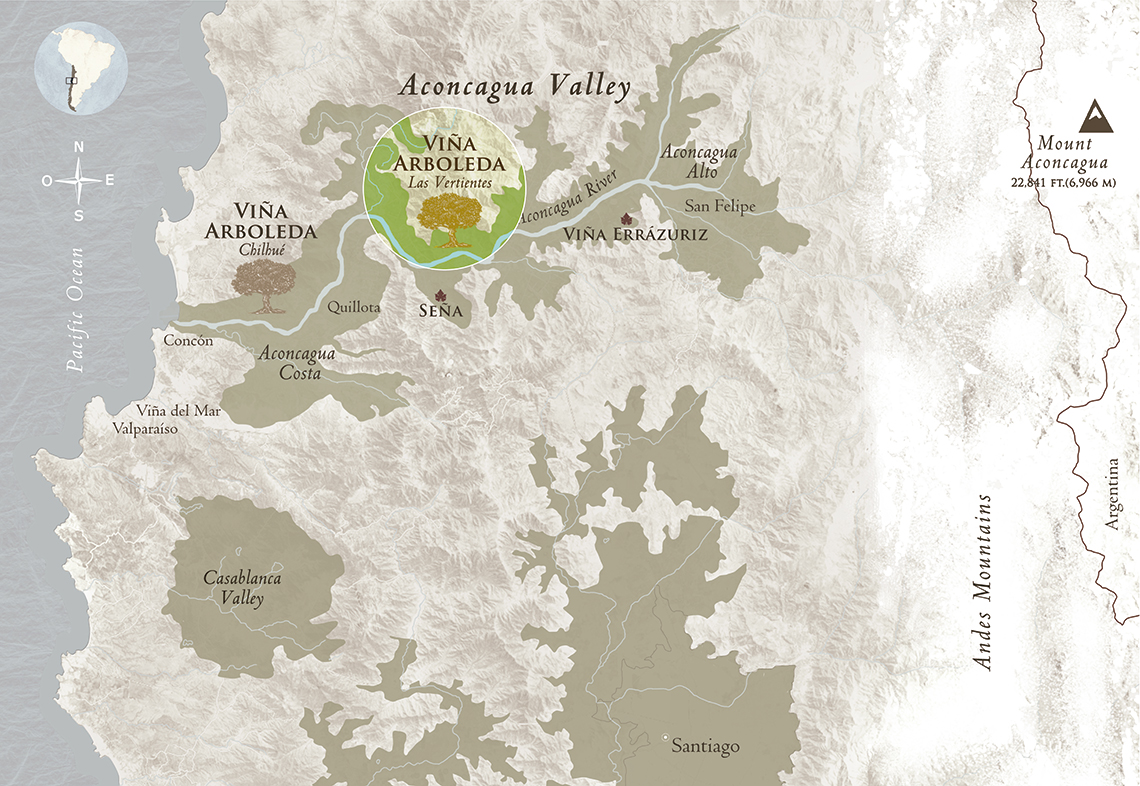 Aconcagua Valley
VIÑA
ARBOLEDA
Las Vertientes
Mount
Aconcagua
22,841 FT.(6,966 M)
N
O
E
S
Aconcagua
Alto
Aconcagua River
San Felipe
VIÑA ERRÁZURIZ
VIÑA
ARBOLEDA
Chilhué
Pacific Ocean
Quillota
SEÑA
Concón
Aconcagua
Costa
Viña del Mar
Valparaíso
Argentina
Casablanca
Valley
Andes Mountains
Santiago